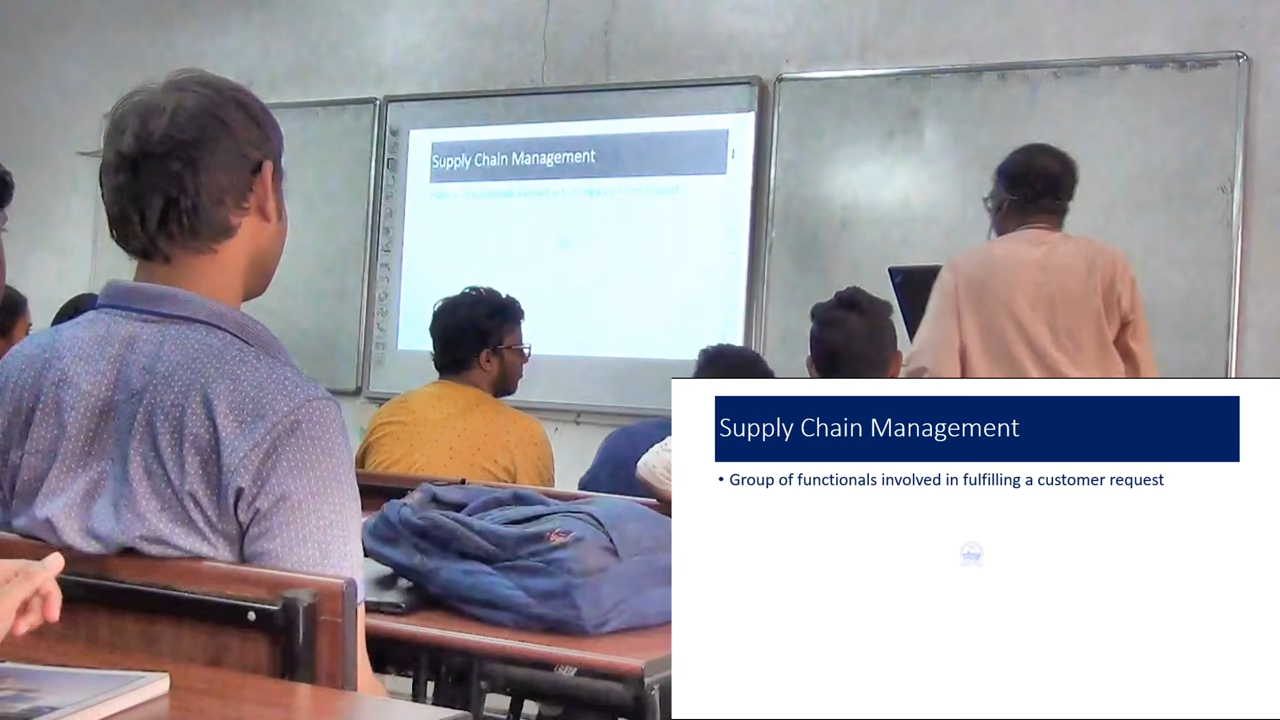 Supply Chain Management
Supply Chain Management
• Group of functionals involved in fulfilling a customer request